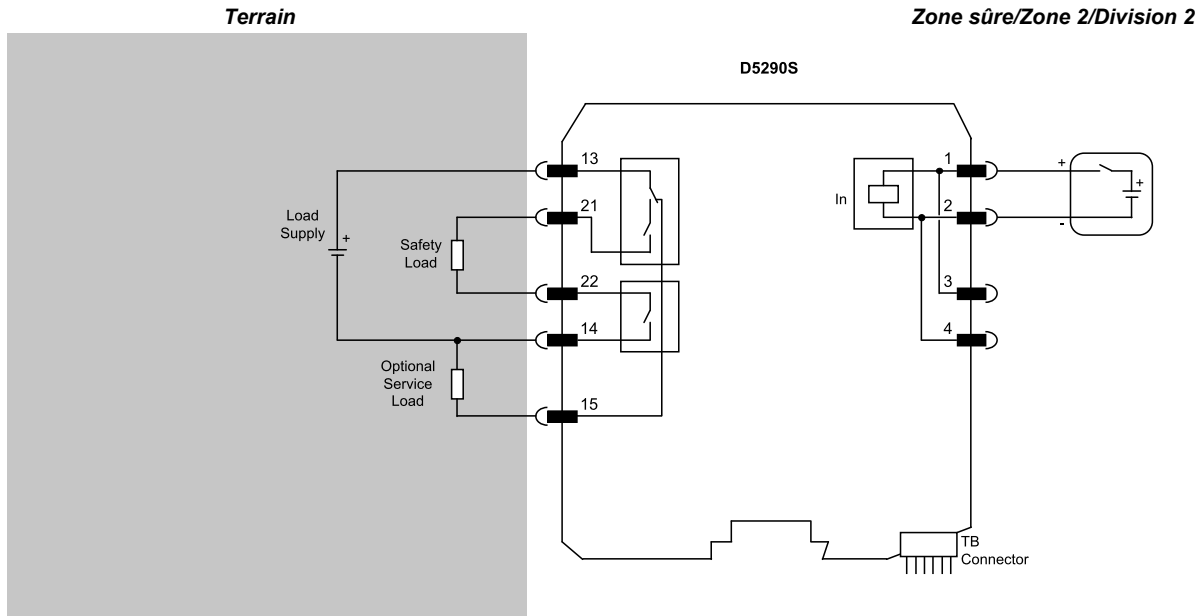 Terrain
Zone sûre/Zone 2/Division 2
D5290S
13
21
22
14
15
Load
Supply
+
Safety
Load
Optional
Service
Load
In
1
2
3
4
+
-
+
TB
Connector